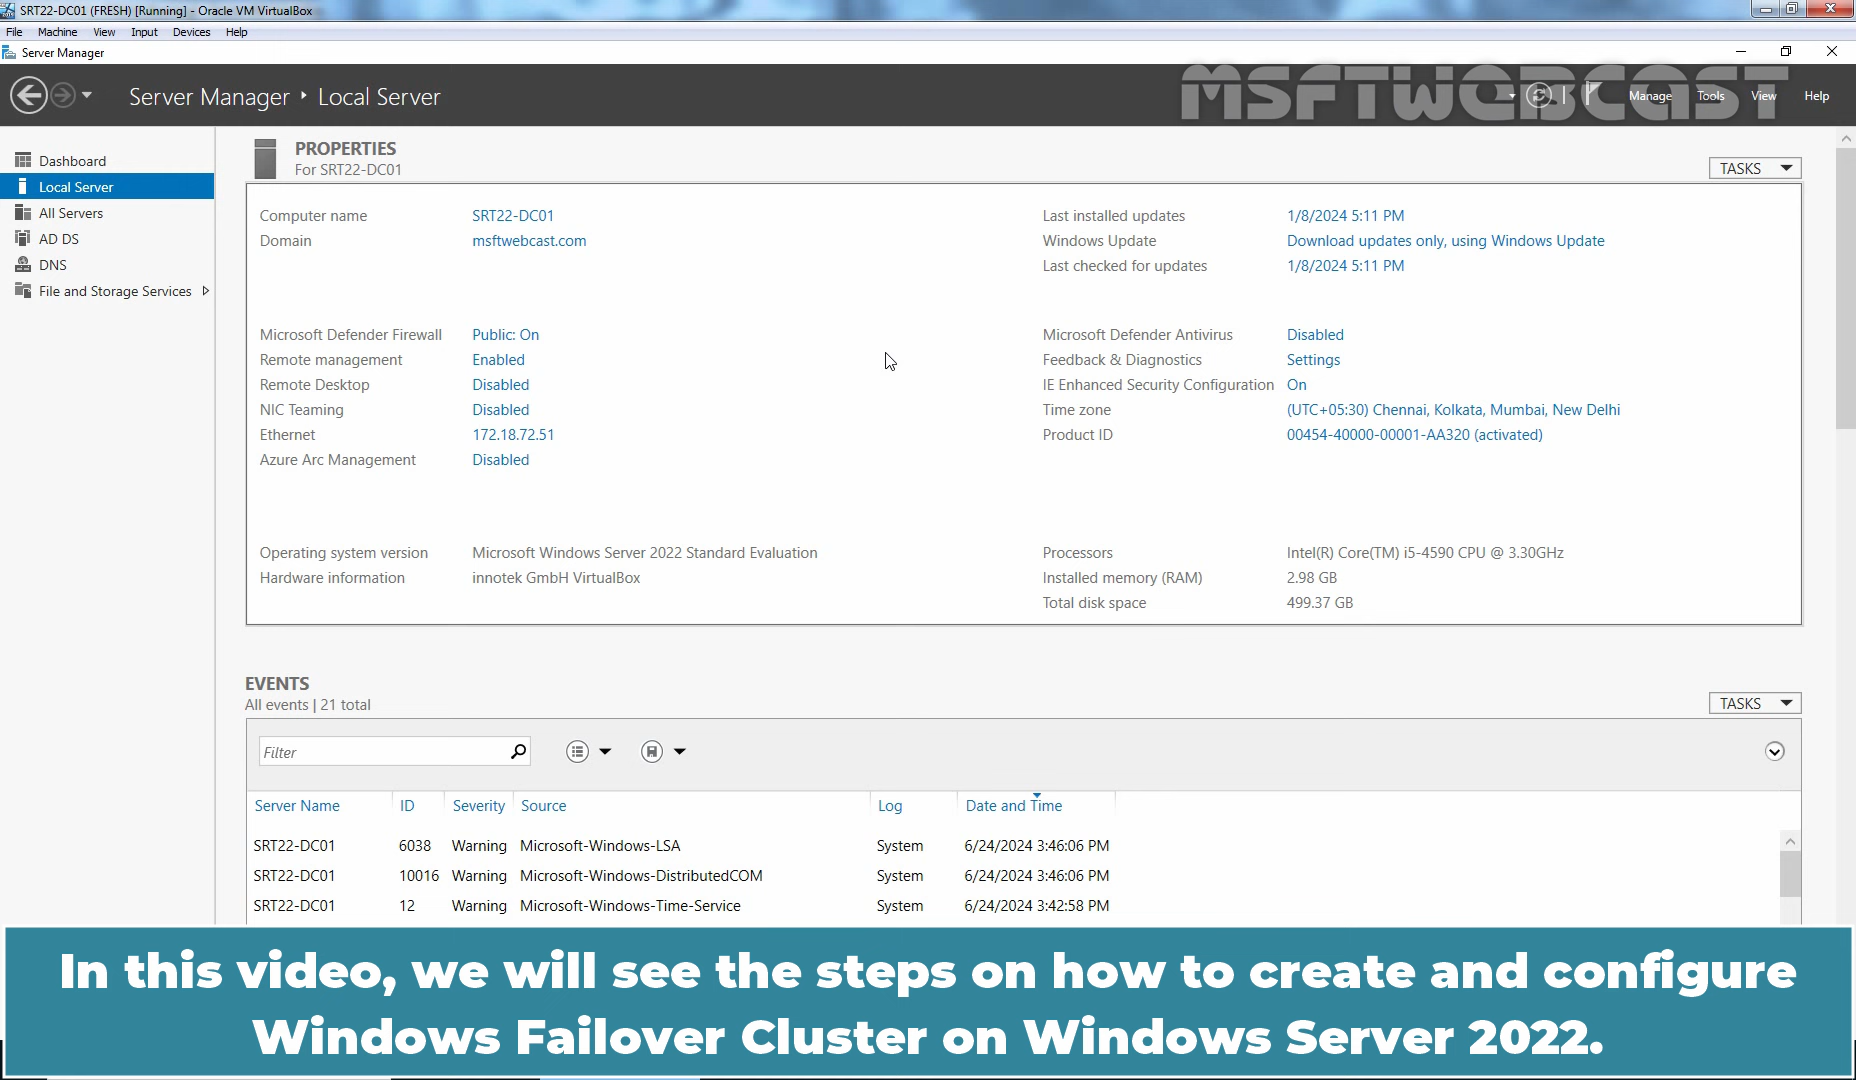 SRT22-DC01 (FRESH) [Running] - Oracle VM VirtualBox
File Machine View Input Devices Help
Server Manager
Server Manager ‣ Local Server
MSFTWEBCAST
Manage Tools View Help
Dashboard
Local Server
All Servers
AD DS
DNS
File and Storage Services
PROPERTIES
For SRT22-DC01
TASKS
Computer name SRT22-DC01 Last installed updates 1/8/2024 5:11 PM
Domain msftwebcast.com Windows Update Download updates only, using Windows Update
Last checked for updates 1/8/2024 5:11 PM
Microsoft Defender Firewall Public: On Microsoft Defender Antivirus Disabled
Remote management Enabled Feedback & Diagnostics Settings
Remote Desktop Disabled IE Enhanced Security Configuration On
NIC Teaming Disabled Time zone (UTC+05:30) Chennai, Kolkata, Mumbai, New Delhi
Ethernet 172.18.72.51 Product ID 00454-40000-00001-AA320 (activated)
Azure Arc Management Disabled
Operating system version Microsoft Windows Server 2022 Standard Evaluation Processors Intel(R) Core(TM) i5-4590 CPU @ 3.30GHz
Hardware information innotek GmbH VirtualBox Installed memory (RAM) 2.98 GB
Total disk space 499.37 GB
EVENTS
All events | 21 total
TASKS
Filter
Server Name ID Severity Source Log Date and Time
SRT22-DC01 6038 Warning Microsoft-Windows-LSA System 6/24/2024 3:46:06 PM
SRT22-DC01 10016 Warning Microsoft-Windows-DistributedCOM System 6/24/2024 3:46:06 PM
SRT22-DC01 12 Warning Microsoft-Windows-Time-Service System 6/24/2024 3:42:58 PM
In this video, we will see the steps on how to create and configure
Windows Failover Cluster on Windows Server 2022.